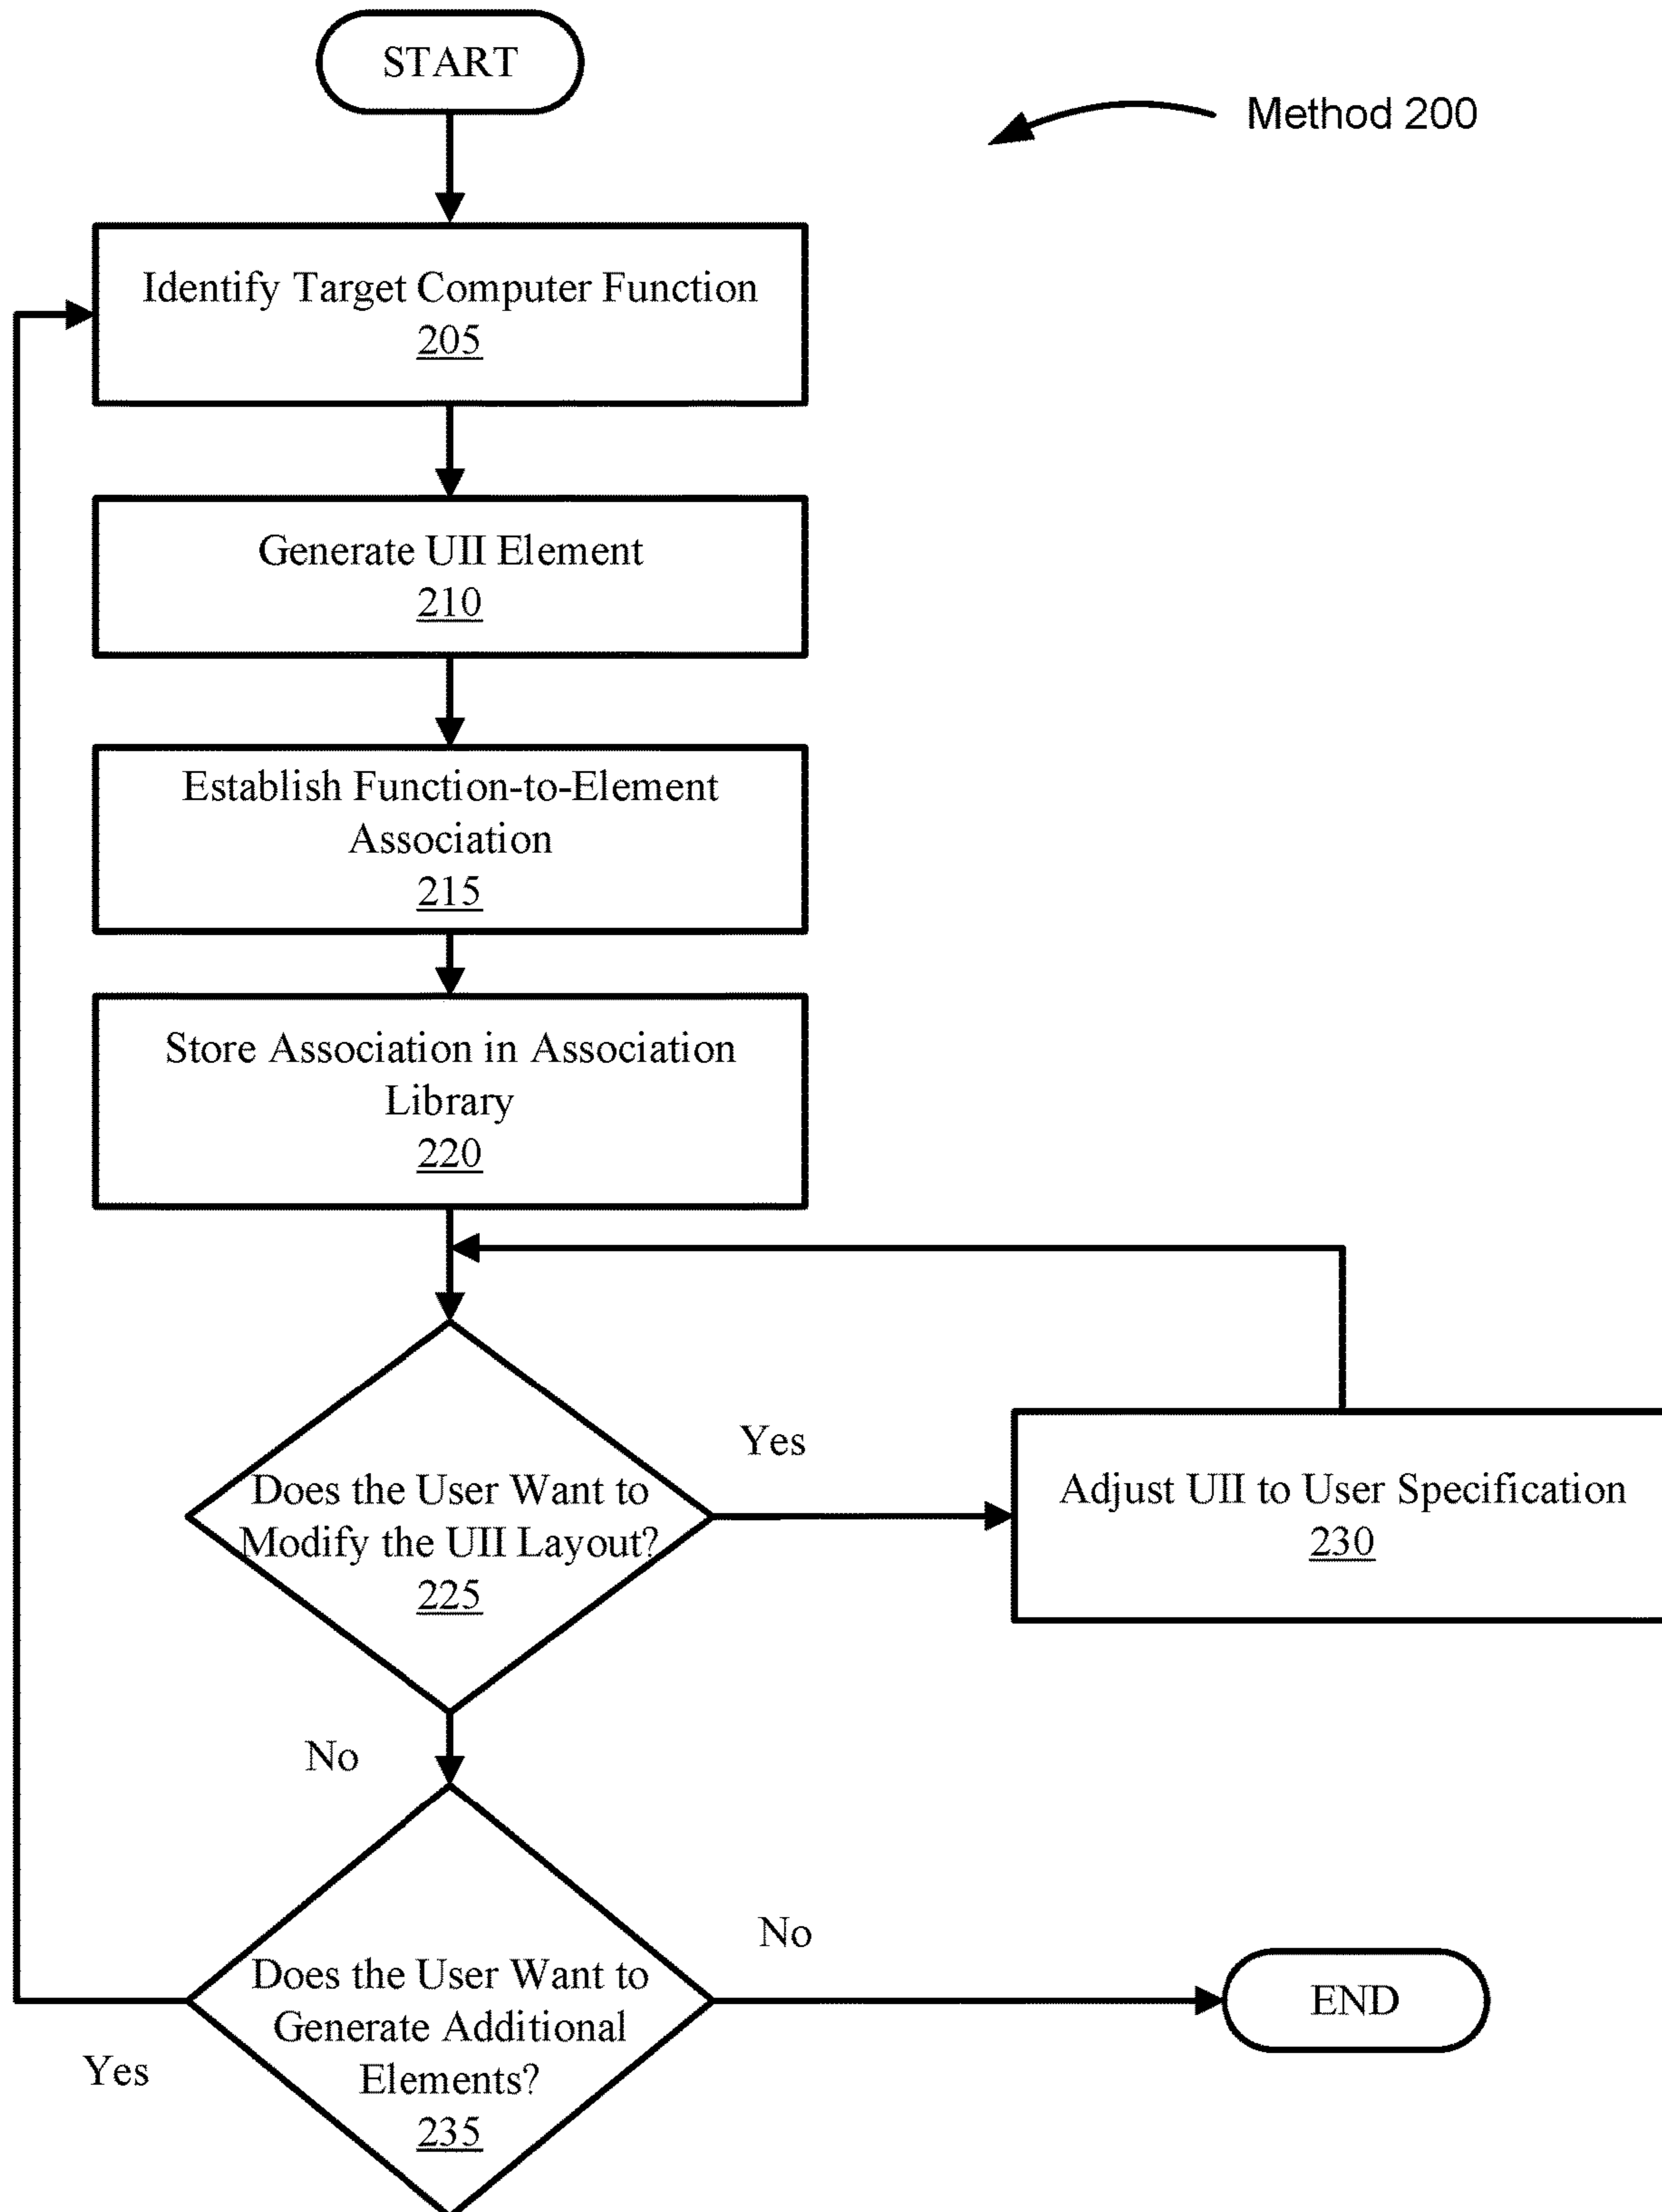 START
Method 200
Identify Target Computer Function
205
Generate UII Element
210
Establish Function-to-Element
Association
215
Store Association in Association
Library
220
Does the User Want to
Modify the UII Layout?
225
Yes
Adjust UII to User Specification
230
No
Does the User Want to
Generate Additional
Elements?
235
No
END
Yes